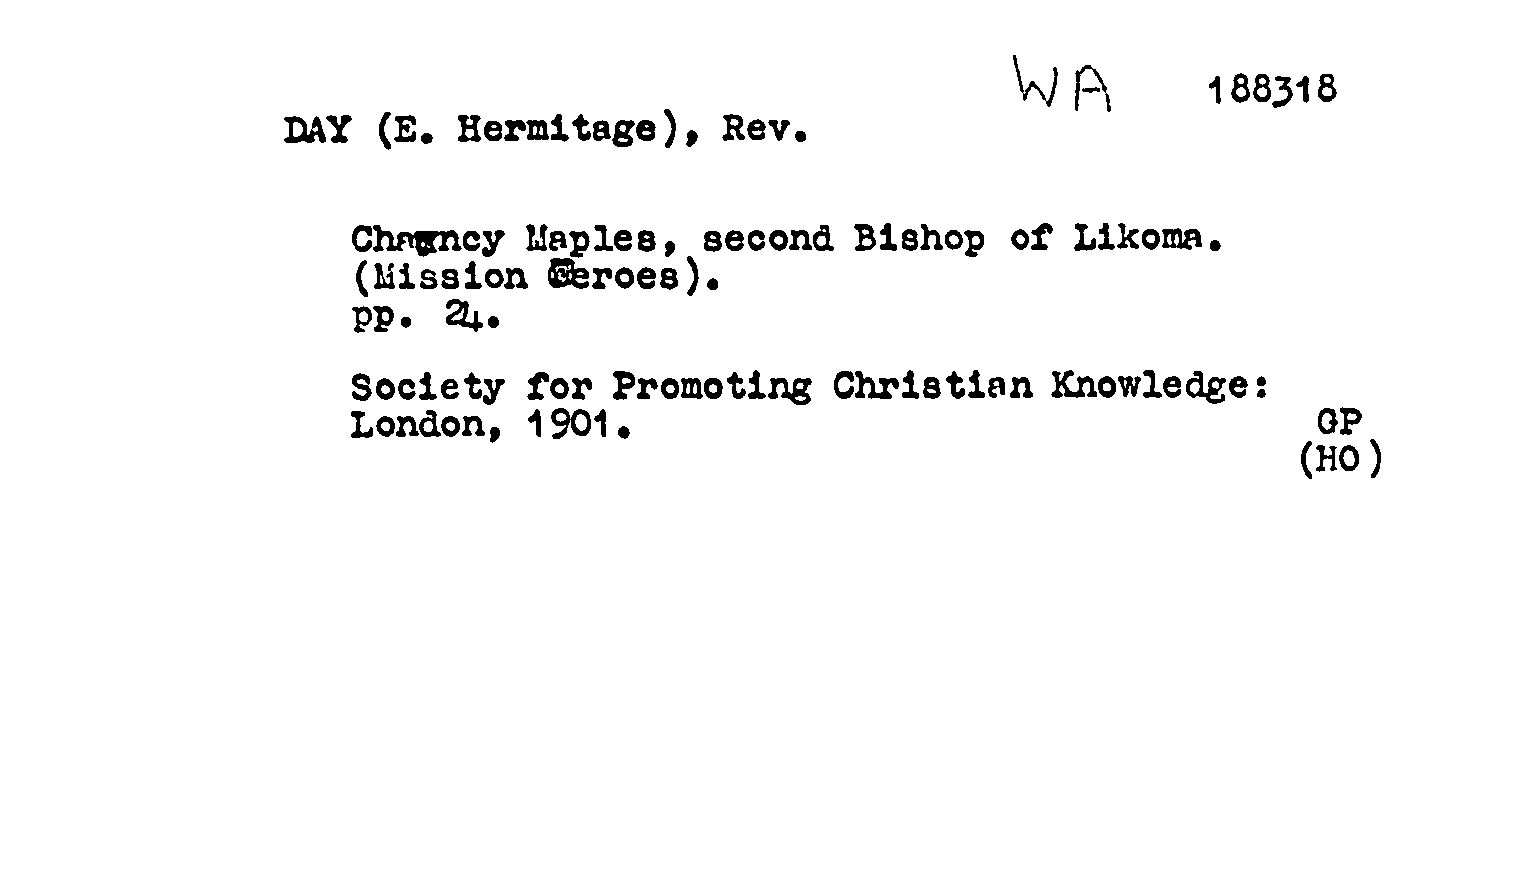 WA 188318
DAY (E. Hermitage), Rev.
Chauncy Maples, second Bishop of Likoma.
(Mission Heroes).
pp. 24.
Society for Promoting Christian Knowledge:
London, 1901.
GP
(HO)